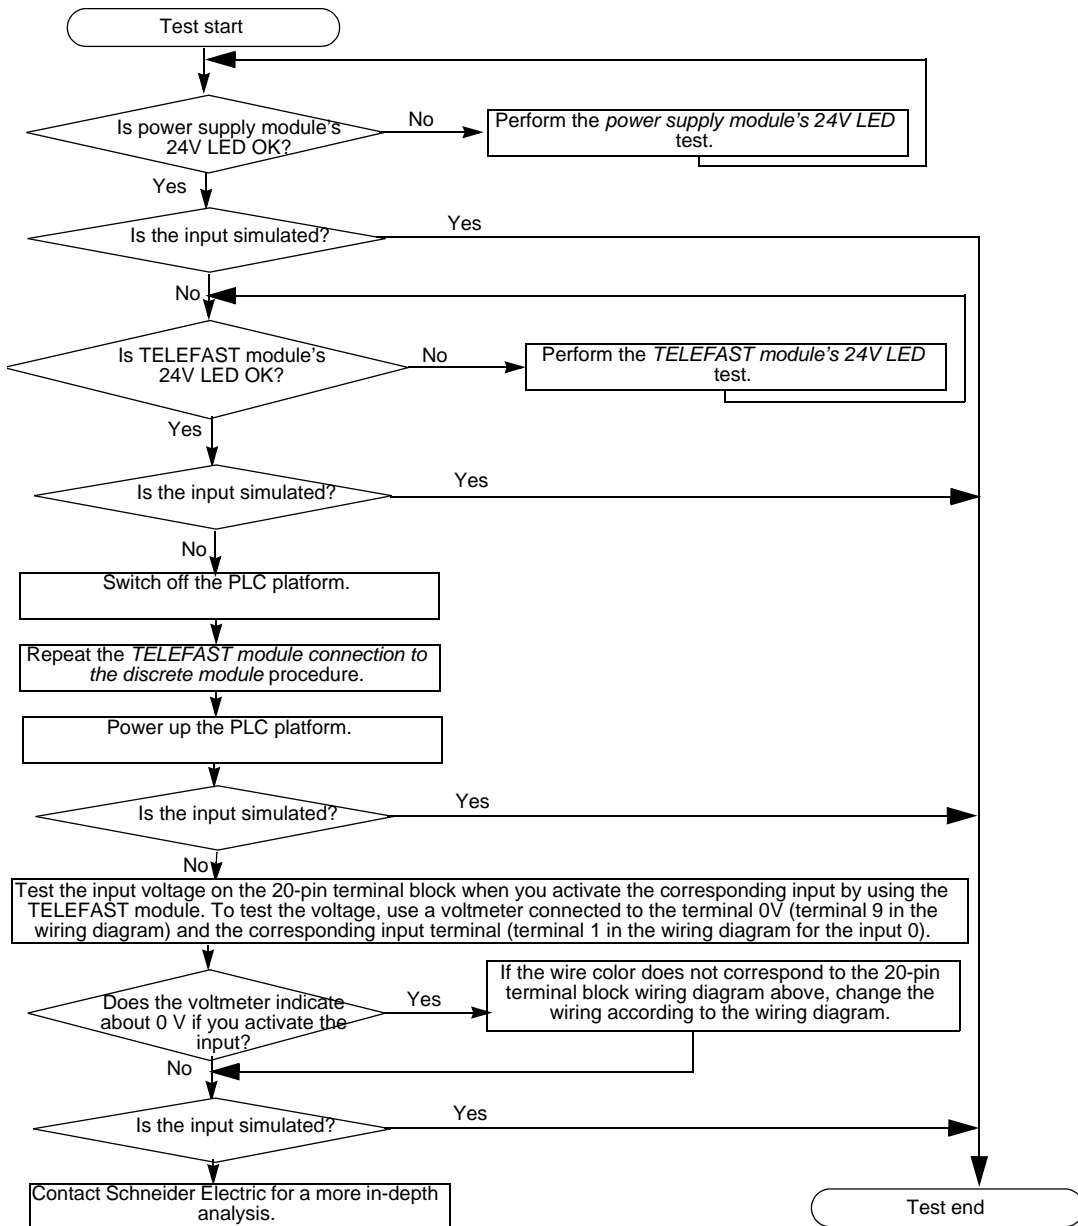 Test start
Is power supply module's
24V LED OK?
No
Perform the power supply module's 24V LED
test.
Yes
Is the input simulated?
Yes
No
Is TELEFAST module's
24V LED OK?
No
Perform the TELEFAST module's 24V LED
test.
Yes
Is the input simulated?
Yes
No
Switch off the PLC platform.
Repeat the TELEFAST module connection to
the discrete module procedure.
Power up the PLC platform.
Is the input simulated?
Yes
No
Test the input voltage on the 20-pin terminal block when you activate the corresponding input by using the
TELEFAST module. To test the voltage, use a voltmeter connected to the terminal 0V (terminal 9 in the
wiring diagram) and the corresponding input terminal (terminal 1 in the wiring diagram for the input 0).
Does the voltmeter indicate
about 0 V if you activate the
input?
Yes
If the wire color does not correspond to the 20-pin
terminal block wiring diagram above, change the
wiring according to the wiring diagram.
No
Is the input simulated?
Yes
Contact Schneider Electric for a more in-depth
analysis.
Test end